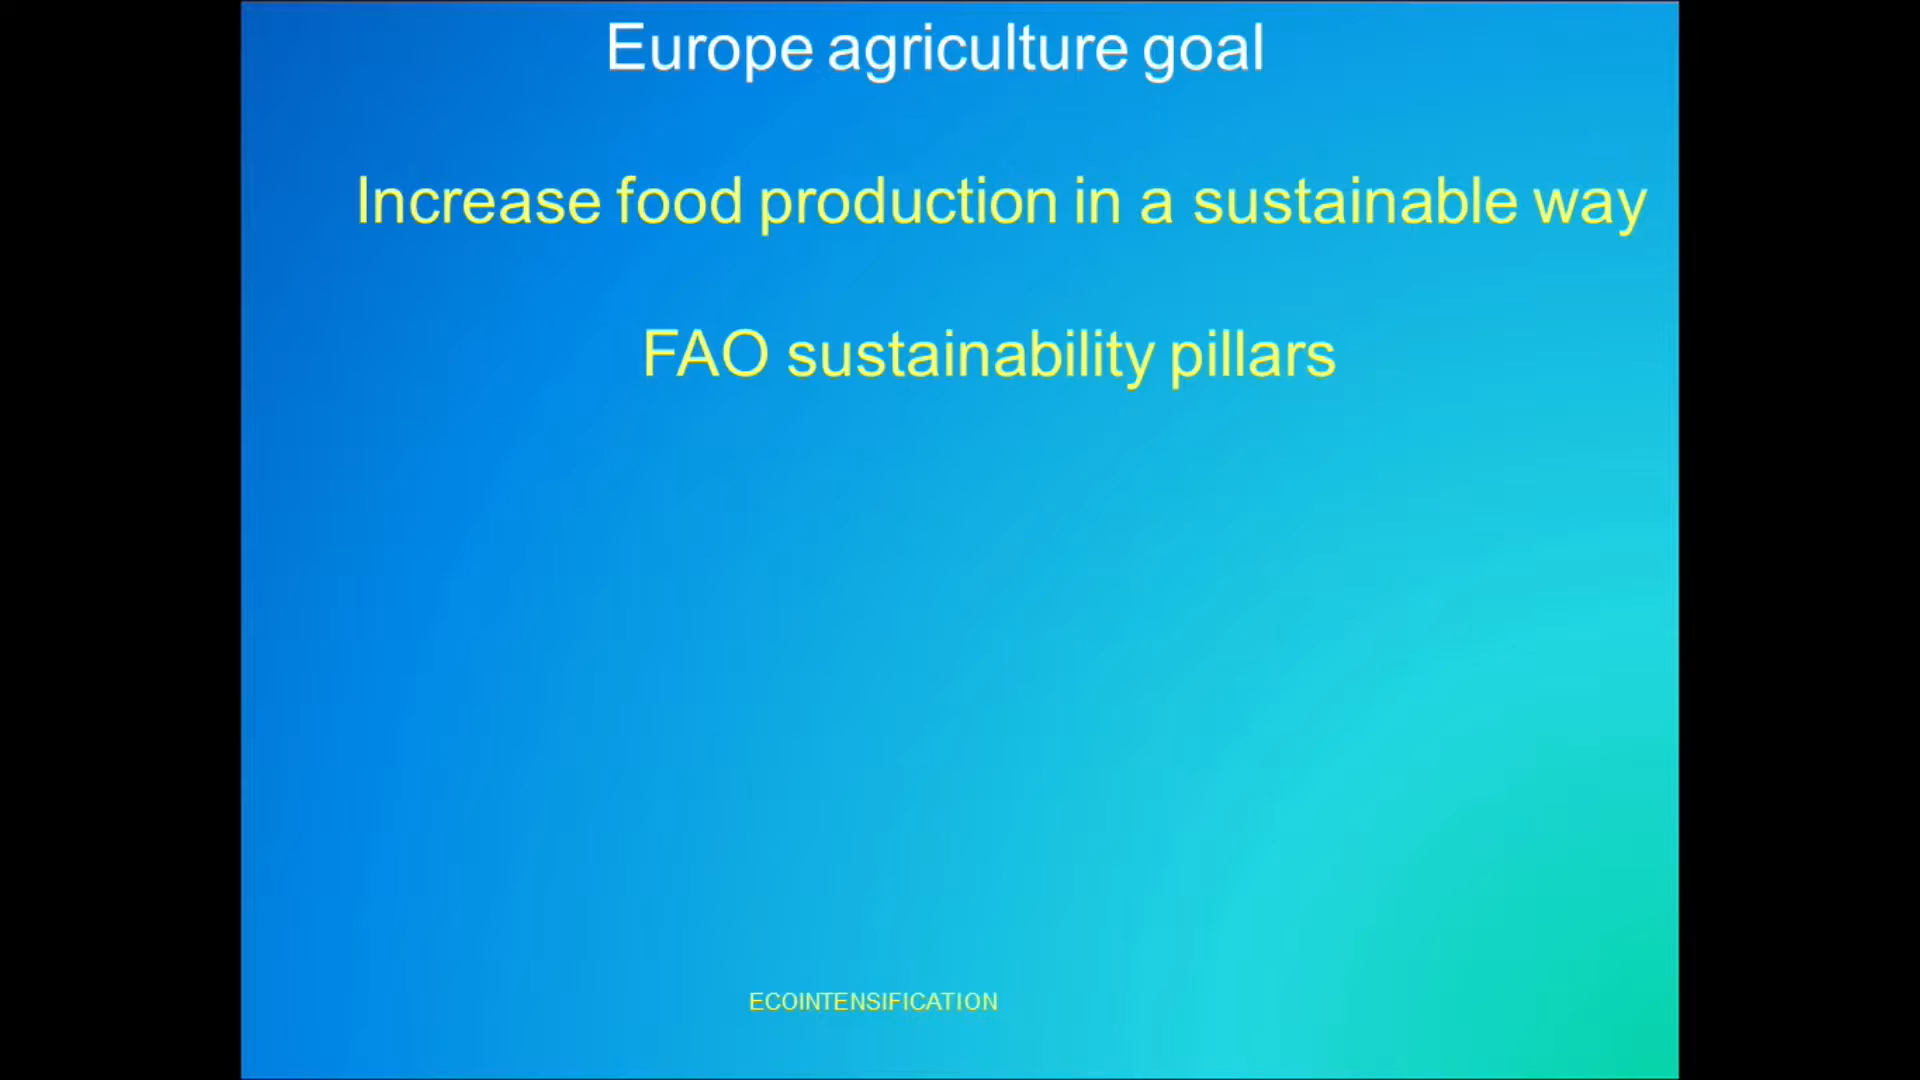 Europe agriculture goal
Increase food production in a sustainable way
FAO sustainability pillars
ECOINTENSIFICATION